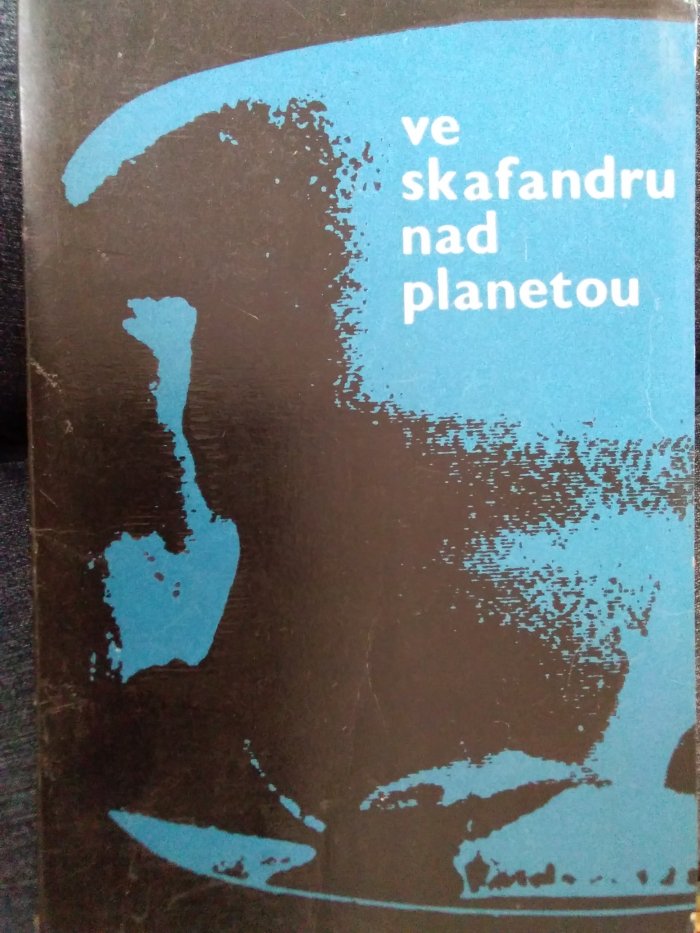 ve
skafandru
nad
planetou